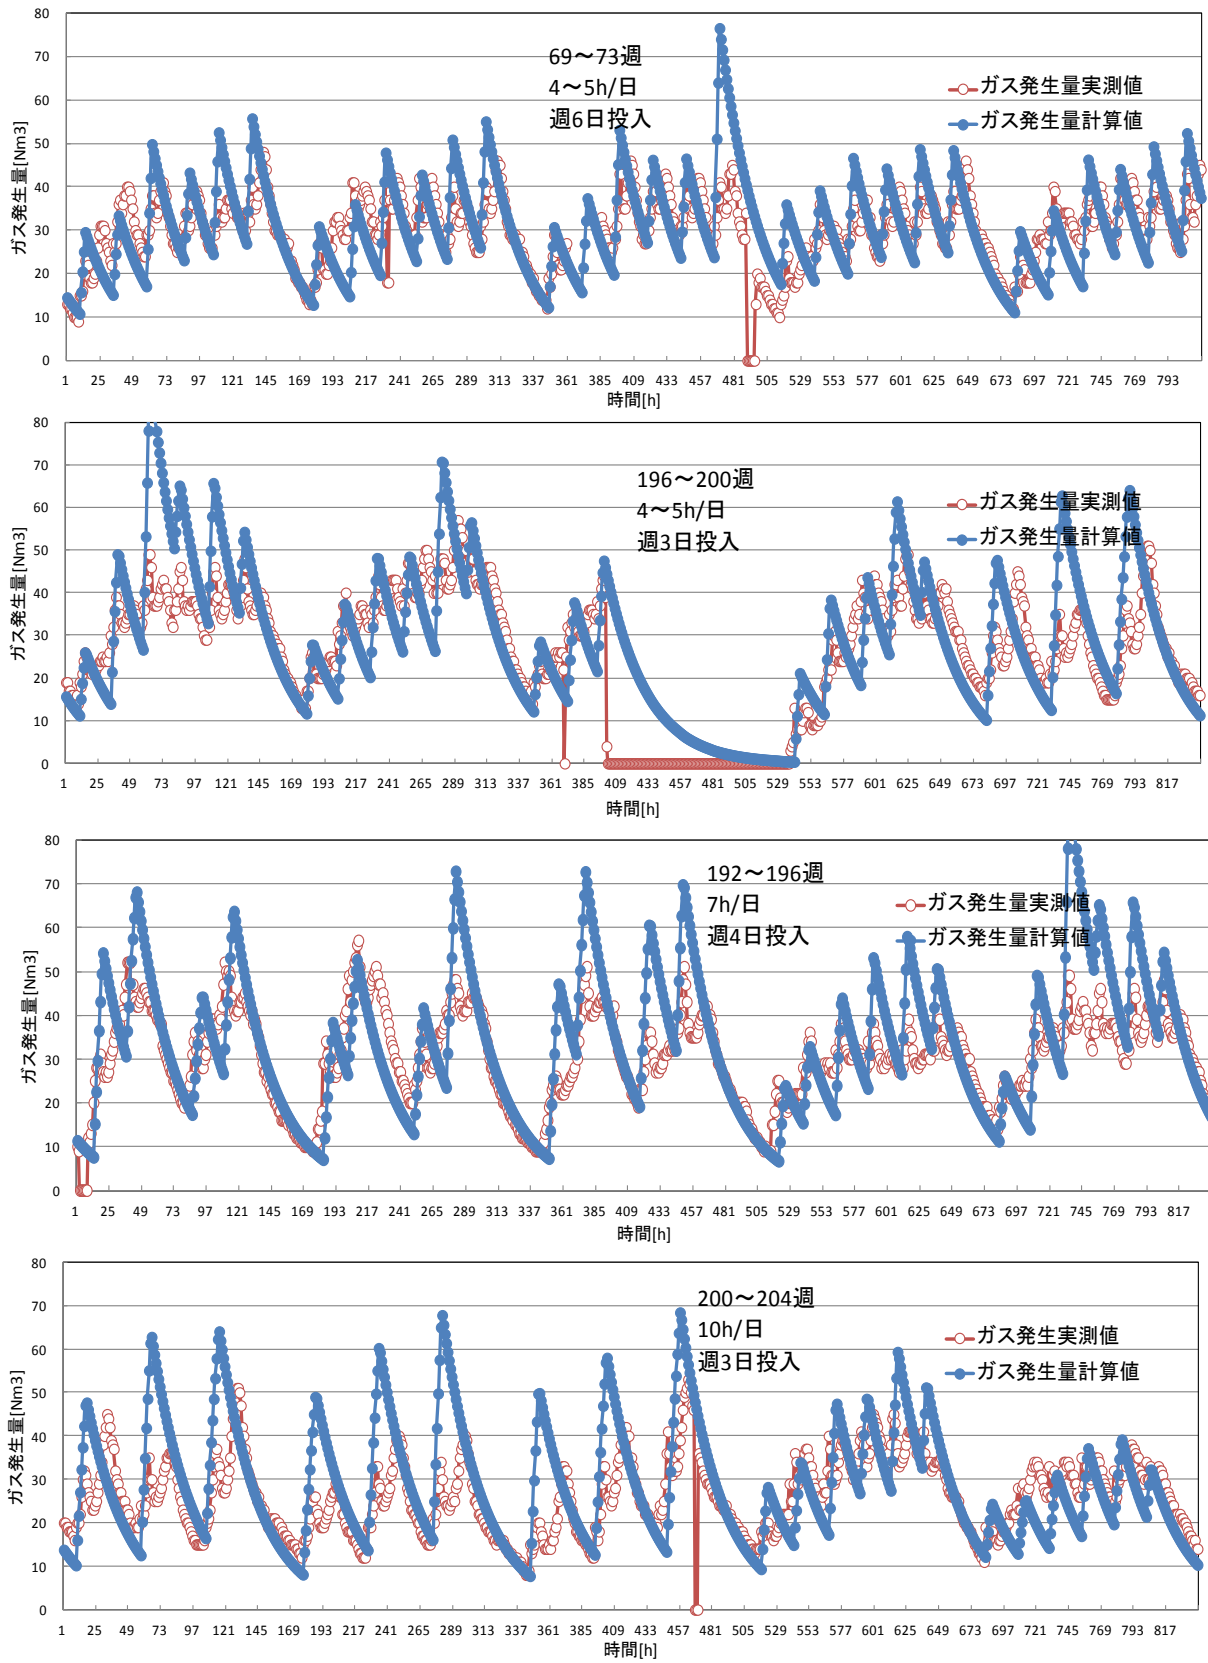 80
70
60
50
40
30
20
10
0
ガス発生量[Nm3]
69～73週
4～5h/日
週6日投入
ガス発生量実測値
ガス発生量計算値
1 25 49 73 97 121 145 169 193 217 241 265 289 313 337 361 385 409 433 457 481 505 529 553 577 601 625 649 673 697 721 745 769 793
時間[h]
80
70
60
50
40
30
20
10
0
ガス発生量[Nm3]
196～200週
4～5h/日
週3日投入
ガス発生量実測値
ガス発生量計算値
1 25 49 73 97 121 145 169 193 217 241 265 289 313 337 361 385 409 433 457 481 505 529 553 577 601 625 649 673 697 721 745 769 793 817
時間[h]
80
70
60
50
40
30
20
10
0
ガス発生量[Nm3]
192～196週
7h/日
週4日投入
ガス発生量実測値
ガス発生量計算値
1 25 49 73 97 121 145 169 193 217 241 265 289 313 337 361 385 409 433 457 481 505 529 553 577 601 625 649 673 697 721 745 769 793 817
時間[h]
80
70
60
50
40
30
20
10
0
ガス発生量[Nm3]
200～204週
10h/日
週3日投入
ガス発生実測値
ガス発生量計算値
1 25 49 73 97 121 145 169 193 217 241 265 289 313 337 361 385 409 433 457 481 505 529 553 577 601 625 649 673 697 721 745 769 793 817
時間[h]